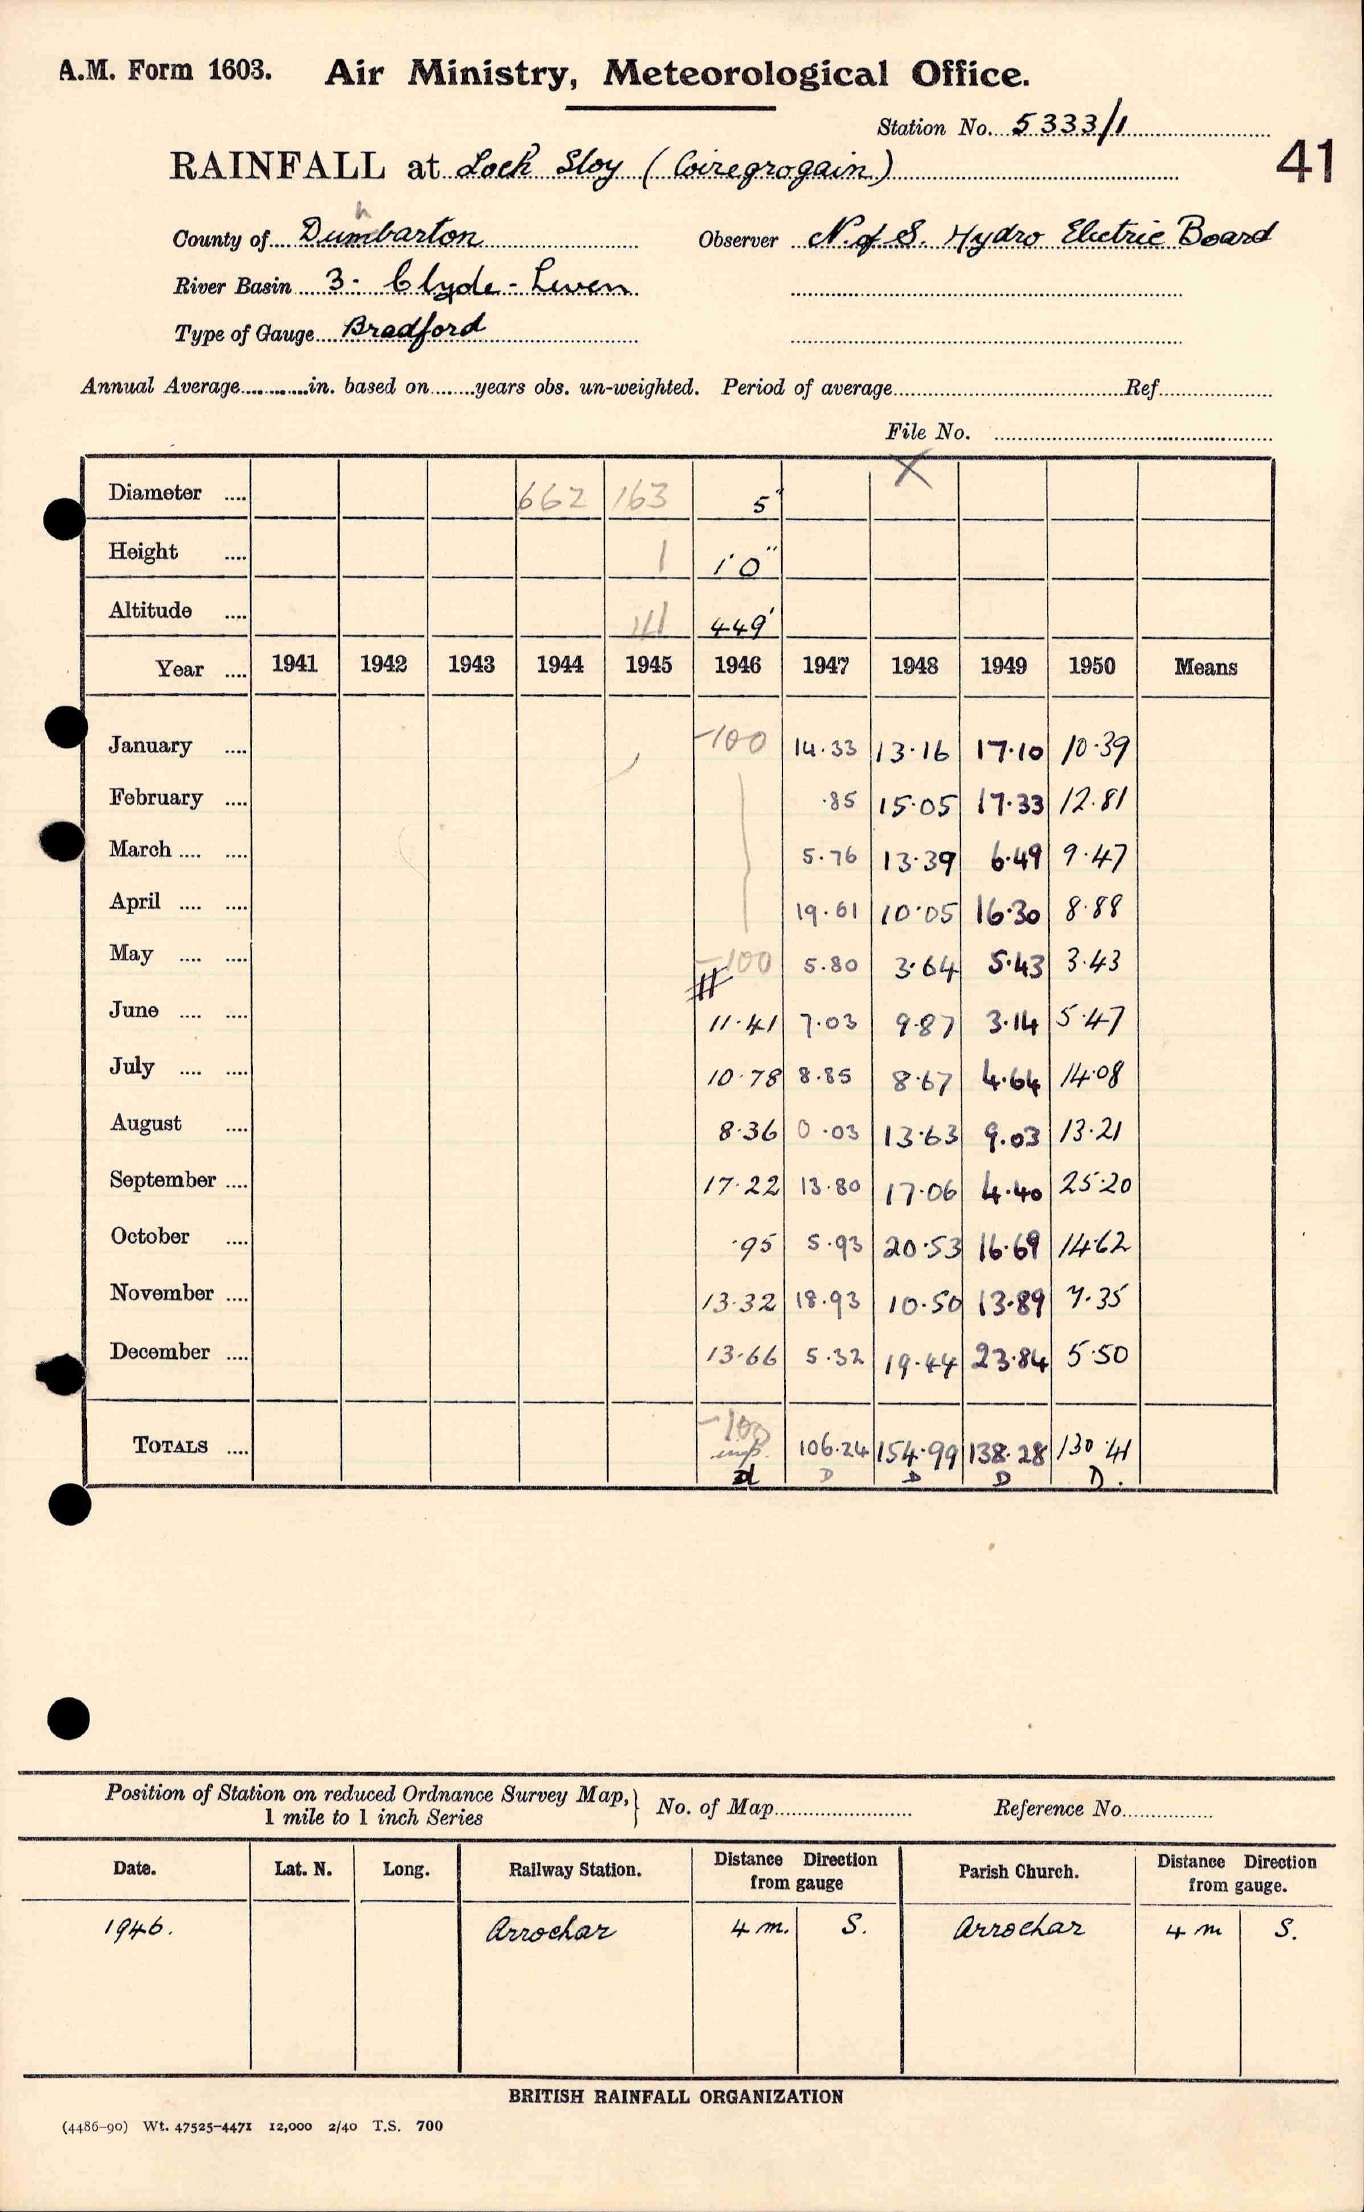 A.M. Form 1603. Air Ministry, Meteorological Office.
Station No. 5333/1
41
RAINFALL at Loch Sloy (Coiregrogain)
County of Dumbarton n Observer N. of S. Hydro Electric Board
River Basin 3. Clyde - Leven
Type of Gauge Bradford
Annual Average............in. based on.......years obs. un-weighted. Period of average.......... Ref..........
File No. ..........
X
Diameter .... 662 163 5"
Height .... 1 1'0"
Altitude .... 141 449'
Year .... 1941 1942 1943 1944 1945 1946 1947 1948 1949 1950 Means
January .... -100 14.33 13.16 17.10 10.39
February .... .85 15.05 17.33 12.81
March .... .... 5.76 13.39 6.49 9.47
April .... .... 19.61 10.05 16.30 8.88
May .... .... -100 5.80 3.64 5.43 3.43
#
June .... .... 11.41 7.03 9.87 3.14 5.47
July .... .... 10.78 8.85 8.67 4.64 14.08
August .... 8.36 0.03 13.63 9.03 13.21
September .... 17.22 13.80 17.06 4.40 25.20
October .... .95 5.93 20.53 16.69 14.62
November .... 13.32 18.93 10.50 13.89 7.35
December .... 13.66 5.32 19.44 23.84 5.50
-100
TOTALS .... imp. 106.24 154.99 138.28 130.41
d D D D D.
Position of Station on reduced Ordnance Survey Map, } No. of Map.......... Reference No..........
1 mile to 1 inch Series
Date. Lat. N. Long. Railway Station. Distance Direction Parish Church. Distance Direction
from gauge from gauge.
1946. Arrochar 4 m. S. Arrochar 4 m S.
BRITISH RAINFALL ORGANIZATION
(4486-90) Wt. 47525-4471 12,000 2/40 T.S. 700